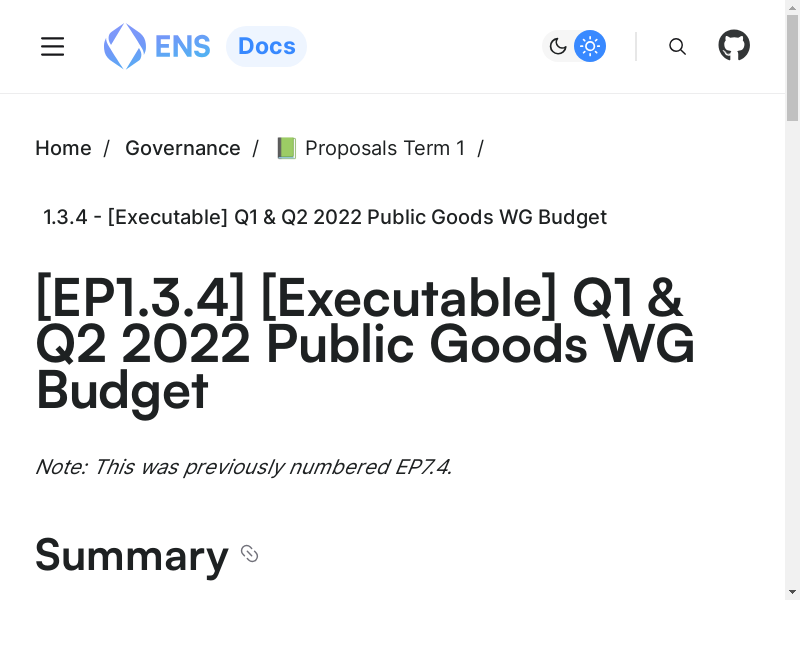 ENS Docs
Home / Governance / 📗 Proposals Term 1 /
1.3.4 - [Executable] Q1 & Q2 2022 Public Goods WG Budget
[EP1.3.4] [Executable] Q1 &
Q2 2022 Public Goods WG
Budget
Note: This was previously numbered EP7.4.
Summary